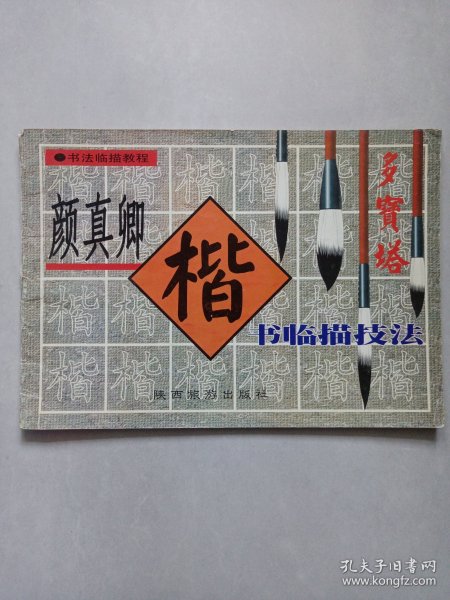 ●书法临描教程
颜真卿
多寶塔
楷
书临描技法
陕西旅游出版社
孔夫子旧书网
www.kongfz.com